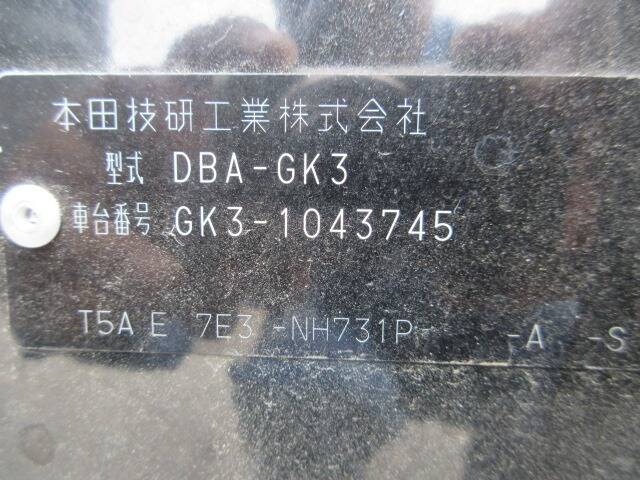 本田技研工業株式会社
型式 DBA-GK3
車台番号 GK3-1043745
T5A E 7E3 -NH731P- -A -S